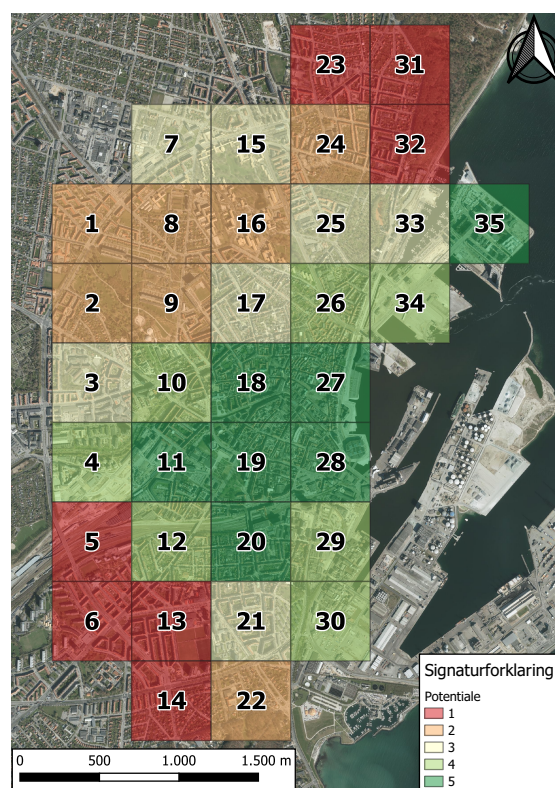 23 31
7 15 24 32
1 8 16 25 33 35
2 9 17 26 34
3 10 18 27
4 11 19 28
5 12 20 29
6 13 21 30
14 22
Signaturforklaring
Potentiale
1
2
3
4
5
0 500 1.000 1.500 m